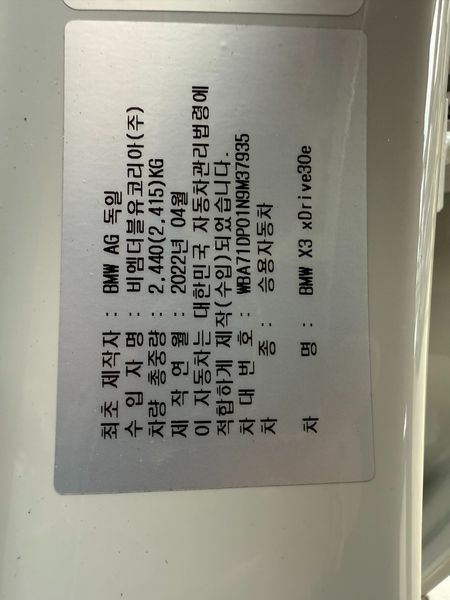 최초 제작자 : BMW AG 독일
수 입 자 명 : 비엠더블유코리아(주)
차량 총중량 : 2,440(2,415)KG
제 작 연 월 : 2022년 04월
이 자동차는 대한민국 자동차관리법령에
적합하게 제작(수입)되었습니다.
차 대 번 호 : WBA71DP01N9M37935
차 종 : 승용자동차
차 명 : BMW X3 xDrive30e